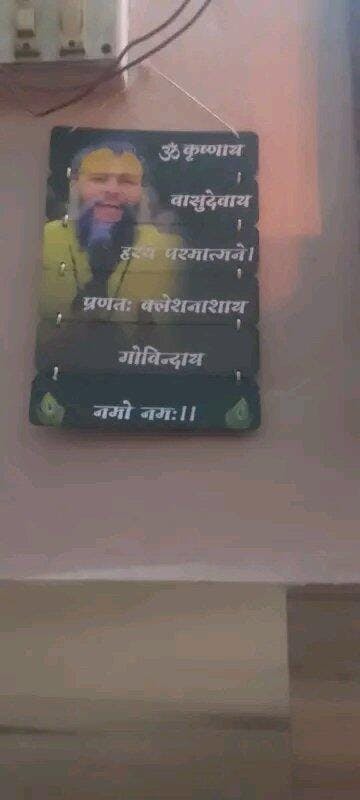 ॐ कृष्णाय
वासुदेवाय
हरय परमात्मने।
प्रणतः क्लेशनाशाय
गोविन्दाय
नमो नमः।।